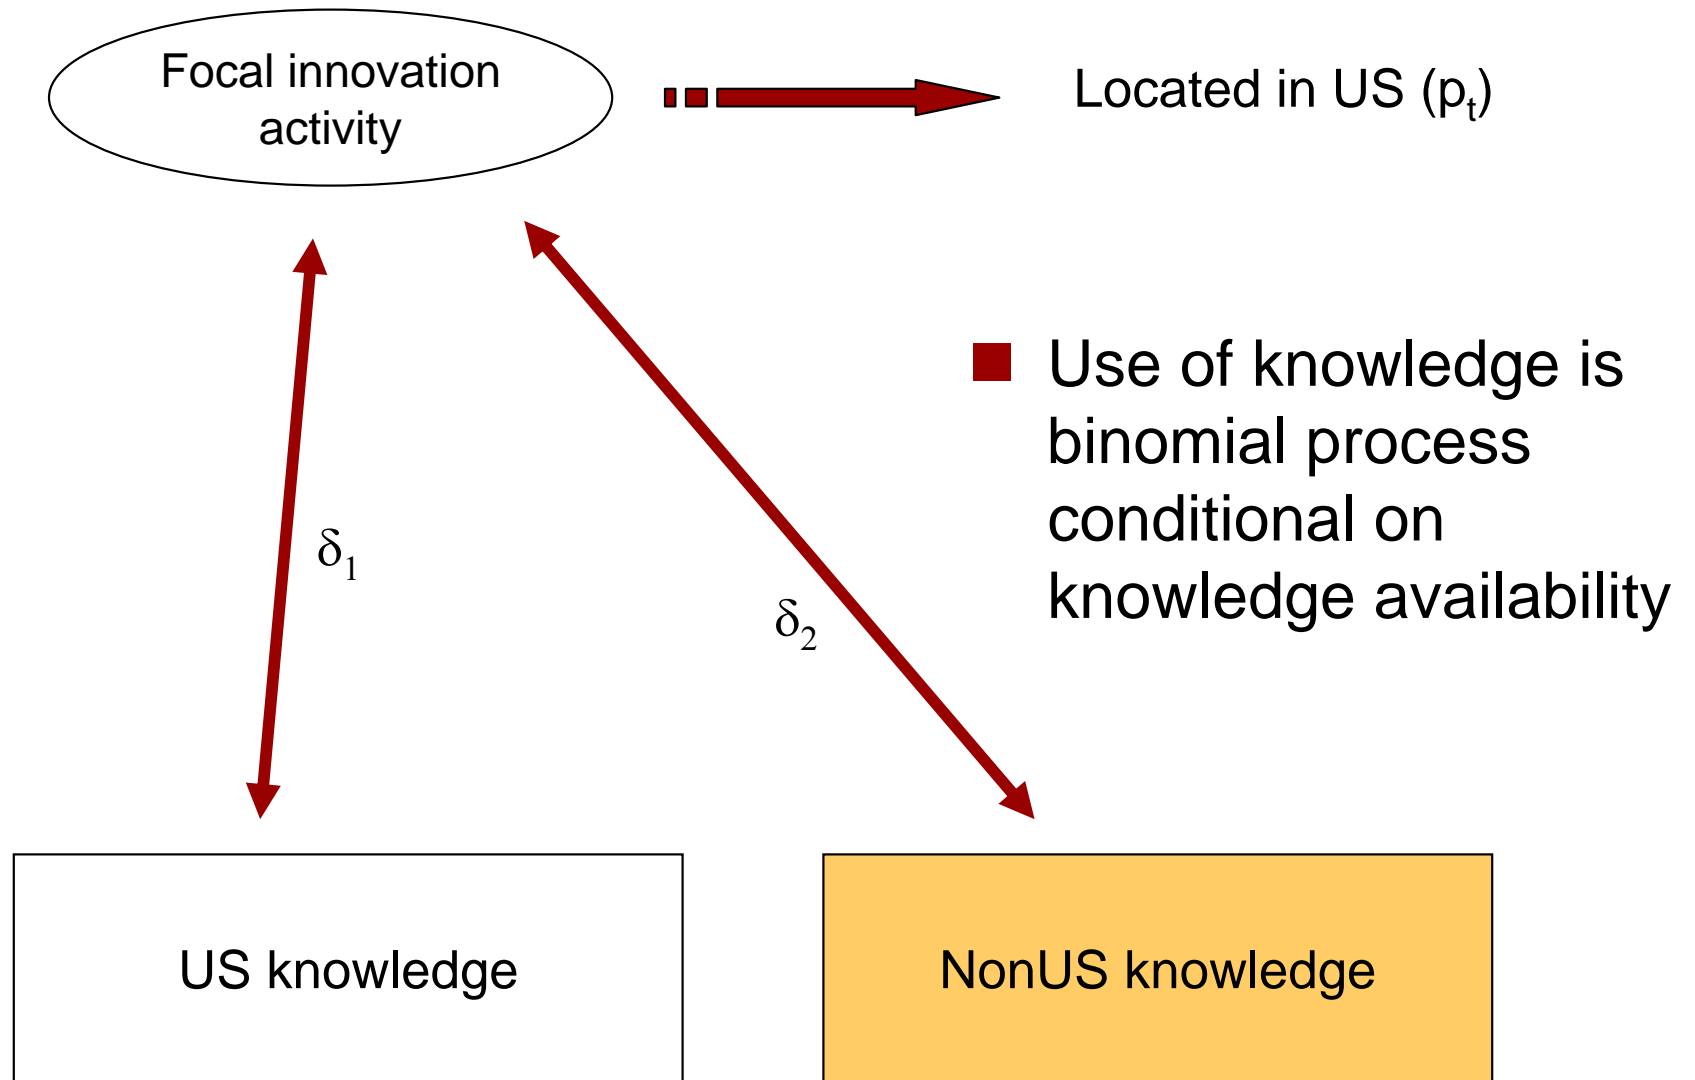 Focal innovation
activity
Located in US (pₜ)
Use of knowledge is
binomial process
conditional on
knowledge availability
δ₁
δ₂
US knowledge
NonUS knowledge